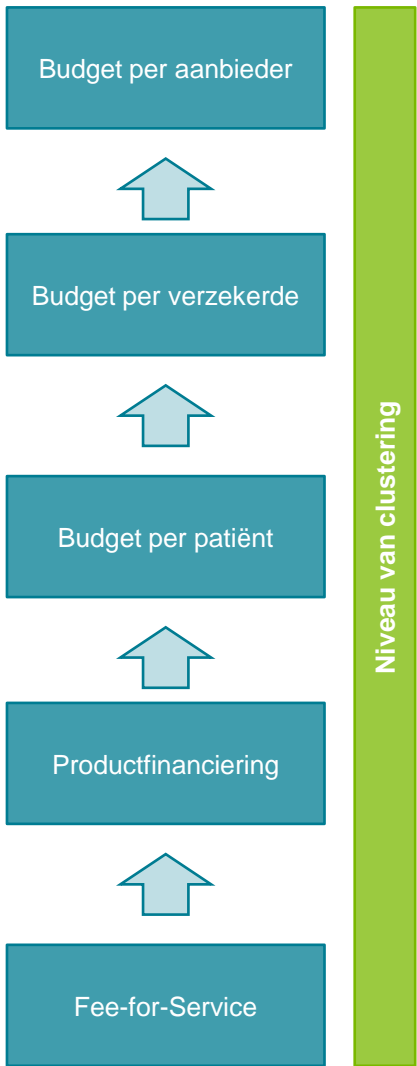 Budget per aanbieder
Budget per verzekerde
Budget per patiënt
Productfinanciering
Fee-for-Service
Niveau van clustering